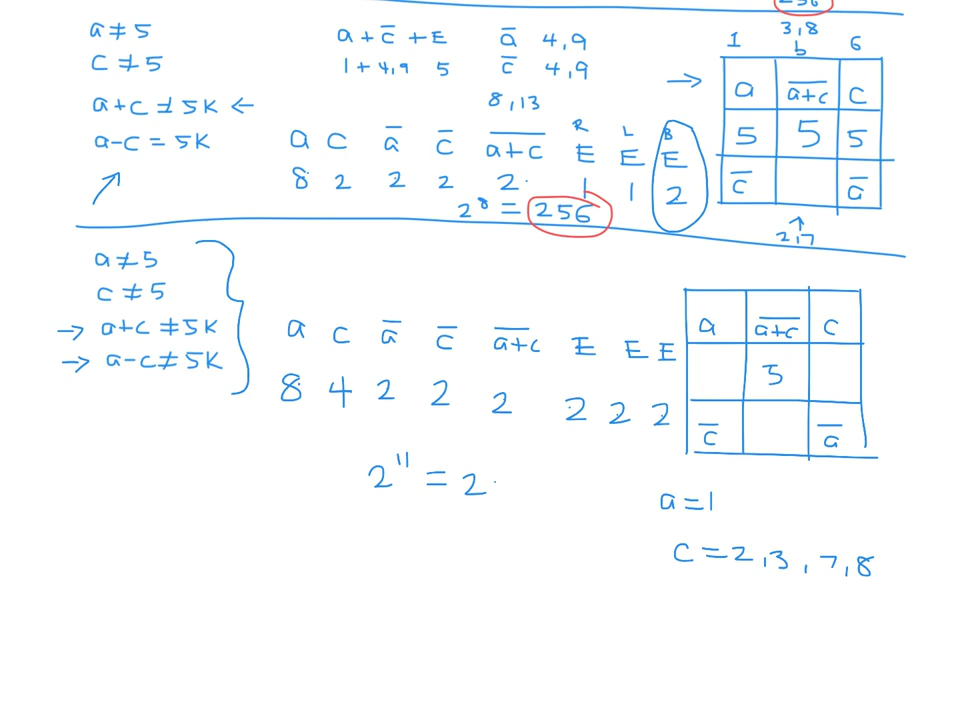 256
a ≠ 5
c ≠ 5
a+c ≠ 5K ←
a-c = 5K
a + c̅ + E
1 + 4,9 5
a̅ 4,9
c̅ 4,9
8,13
a c a̅ c̅ a̅+̅c̅ E E E
R L B
8 2 2 2 2 1 1 2
2⁸ = 256
3,8
1 b 6
→ a a̅+̅c̅ c
5 5 5
c̅ a̅
↑
2,7
a ≠ 5
c ≠ 5
→ a+c ≠ 5K
→ a-c ≠ 5K
a c a̅ c̅ a̅+̅c̅ E E E
8 4 2 2 2 2 2 2
2¹¹ = 2
a a̅+̅c̅ c
5
c̅ a̅
a = 1
c = 2,3,7,8